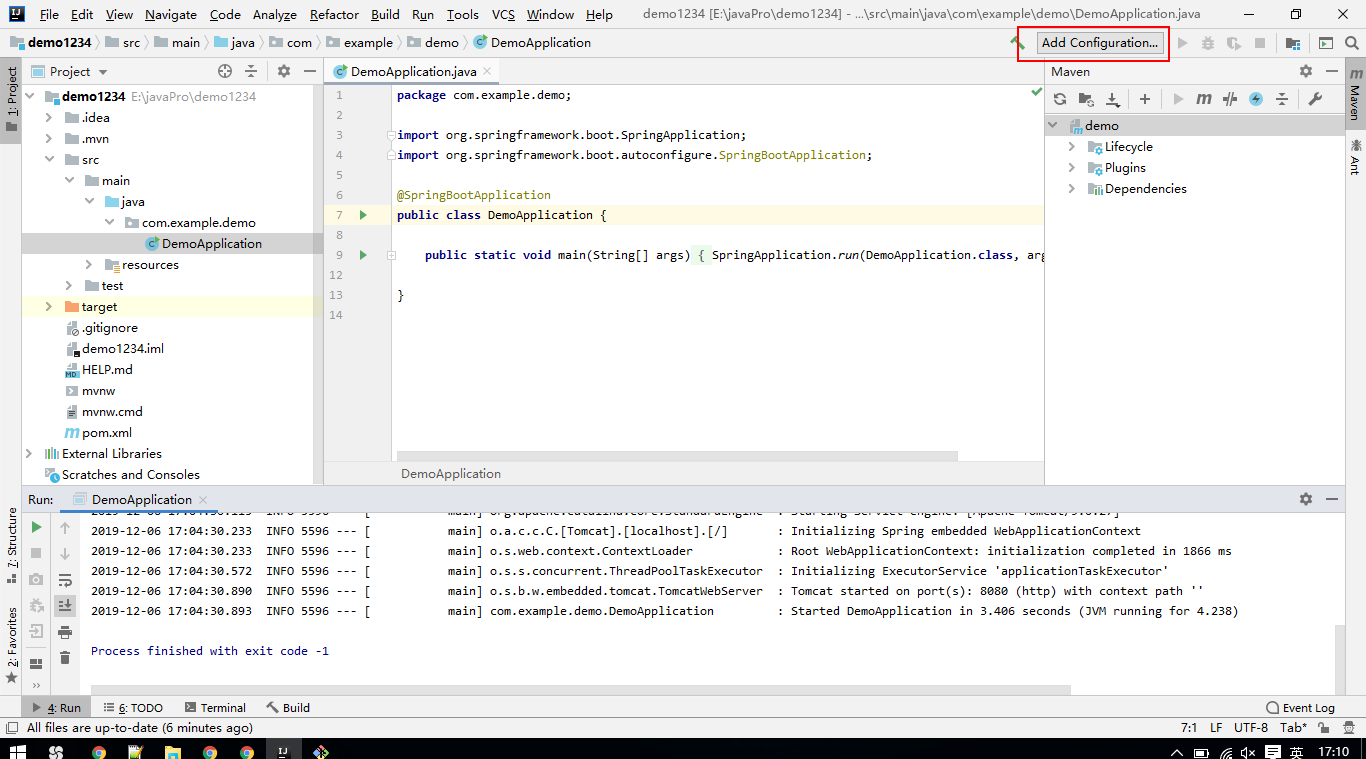 File Edit View Navigate Code Analyze Refactor Build Run Tools VCS Window Help demo1234 [E:\javaPro\demo1234] - ...\src\main\java\com\example\demo\DemoApplication.java
demo1234 src main java com example demo DemoApplication Add Configuration...
1: Project
Project
demo1234 E:\javaPro\demo1234
.idea
.mvn
src
main
java
com.example.demo
DemoApplication
resources
test
target
.gitignore
demo1234.iml
HELP.md
mvnw
mvnw.cmd
pom.xml
External Libraries
Scratches and Consoles
DemoApplication.java
1 package com.example.demo;
2
3 import org.springframework.boot.SpringApplication;
4 import org.springframework.boot.autoconfigure.SpringBootApplication;
5
6 @SpringBootApplication
7 public class DemoApplication {
8
9 public static void main(String[] args) { SpringApplication.run(DemoApplication.class, arg
12
13 }
14
DemoApplication
Maven
demo
Lifecycle
Plugins
Dependencies
Maven
Ant
Run: DemoApplication
7: Structure
2: Favorites
2019-12-06 17:04:30.233 INFO 5596 --- [ main] o.a.c.c.C.[Tomcat].[localhost].[/] : Initializing Spring embedded WebApplicationContext
2019-12-06 17:04:30.233 INFO 5596 --- [ main] o.s.web.context.ContextLoader : Root WebApplicationContext: initialization completed in 1866 ms
2019-12-06 17:04:30.572 INFO 5596 --- [ main] o.s.s.concurrent.ThreadPoolTaskExecutor : Initializing ExecutorService 'applicationTaskExecutor'
2019-12-06 17:04:30.890 INFO 5596 --- [ main] o.s.b.w.embedded.tomcat.TomcatWebServer : Tomcat started on port(s): 8080 (http) with context path ''
2019-12-06 17:04:30.893 INFO 5596 --- [ main] com.example.demo.DemoApplication : Started DemoApplication in 3.406 seconds (JVM running for 4.238)
Process finished with exit code -1
4: Run 6: TODO Terminal Build Event Log
All files are up-to-date (6 minutes ago) 7:1 LF UTF-8 Tab*
英 17:10